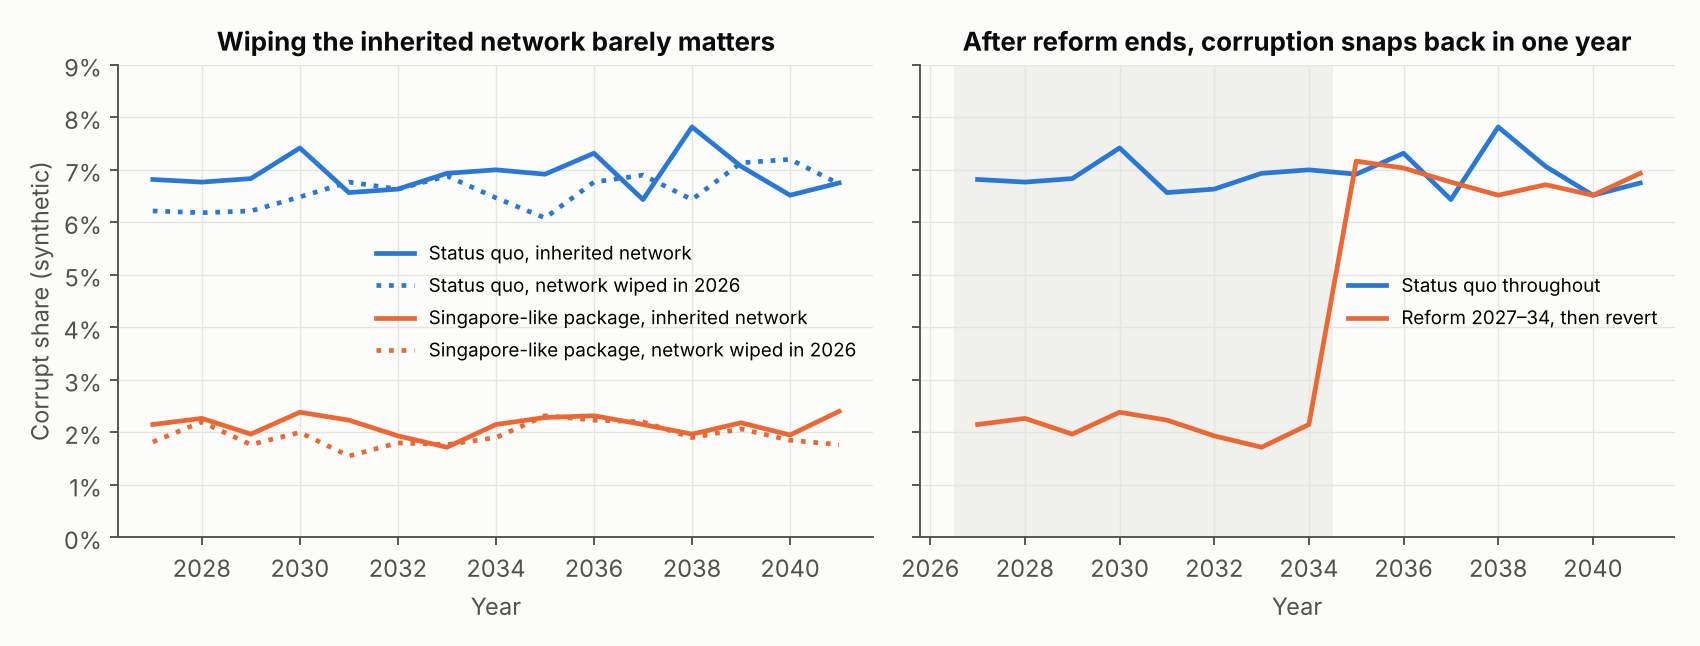 Wiping the inherited network barely matters
9%
8%
7%
6%
5%
4%
3%
2%
1%
0%
Corrupt share (synthetic)
Status quo, inherited network
Status quo, network wiped in 2026
Singapore-like package, inherited network
Singapore-like package, network wiped in 2026
2028 2030 2032 2034 2036 2038 2040
Year
After reform ends, corruption snaps back in one year
Status quo throughout
Reform 2027–34, then revert
2026 2028 2030 2032 2034 2036 2038 2040
Year